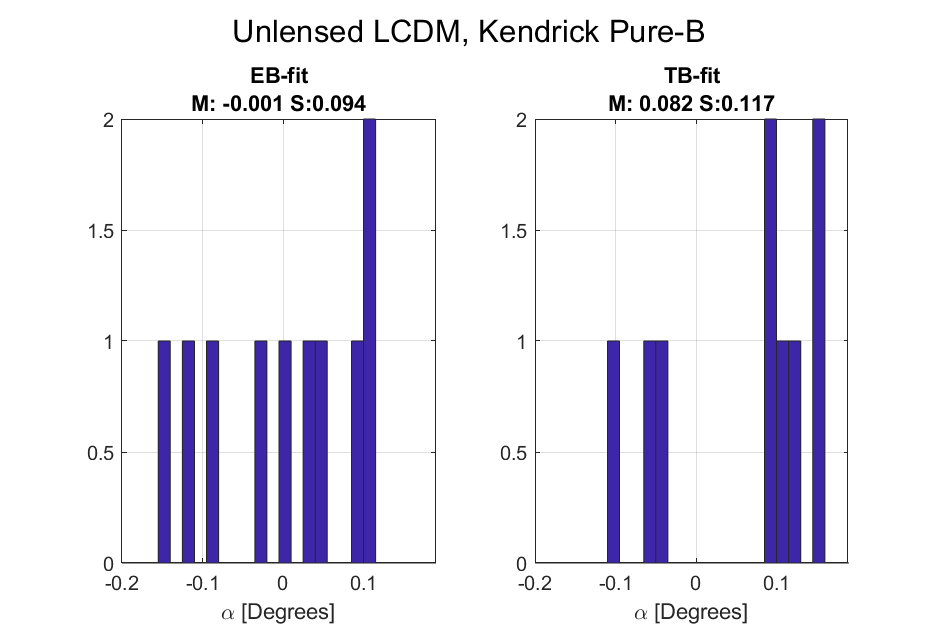 Unlensed LCDM, Kendrick Pure-B
EB-fit
M: -0.001 S:0.094
2
1.5
1
0.5
0
-0.2 -0.1 0 0.1
α [Degrees]
TB-fit
M: 0.082 S:0.117
2
1.5
1
0.5
0
-0.2 -0.1 0 0.1
α [Degrees]